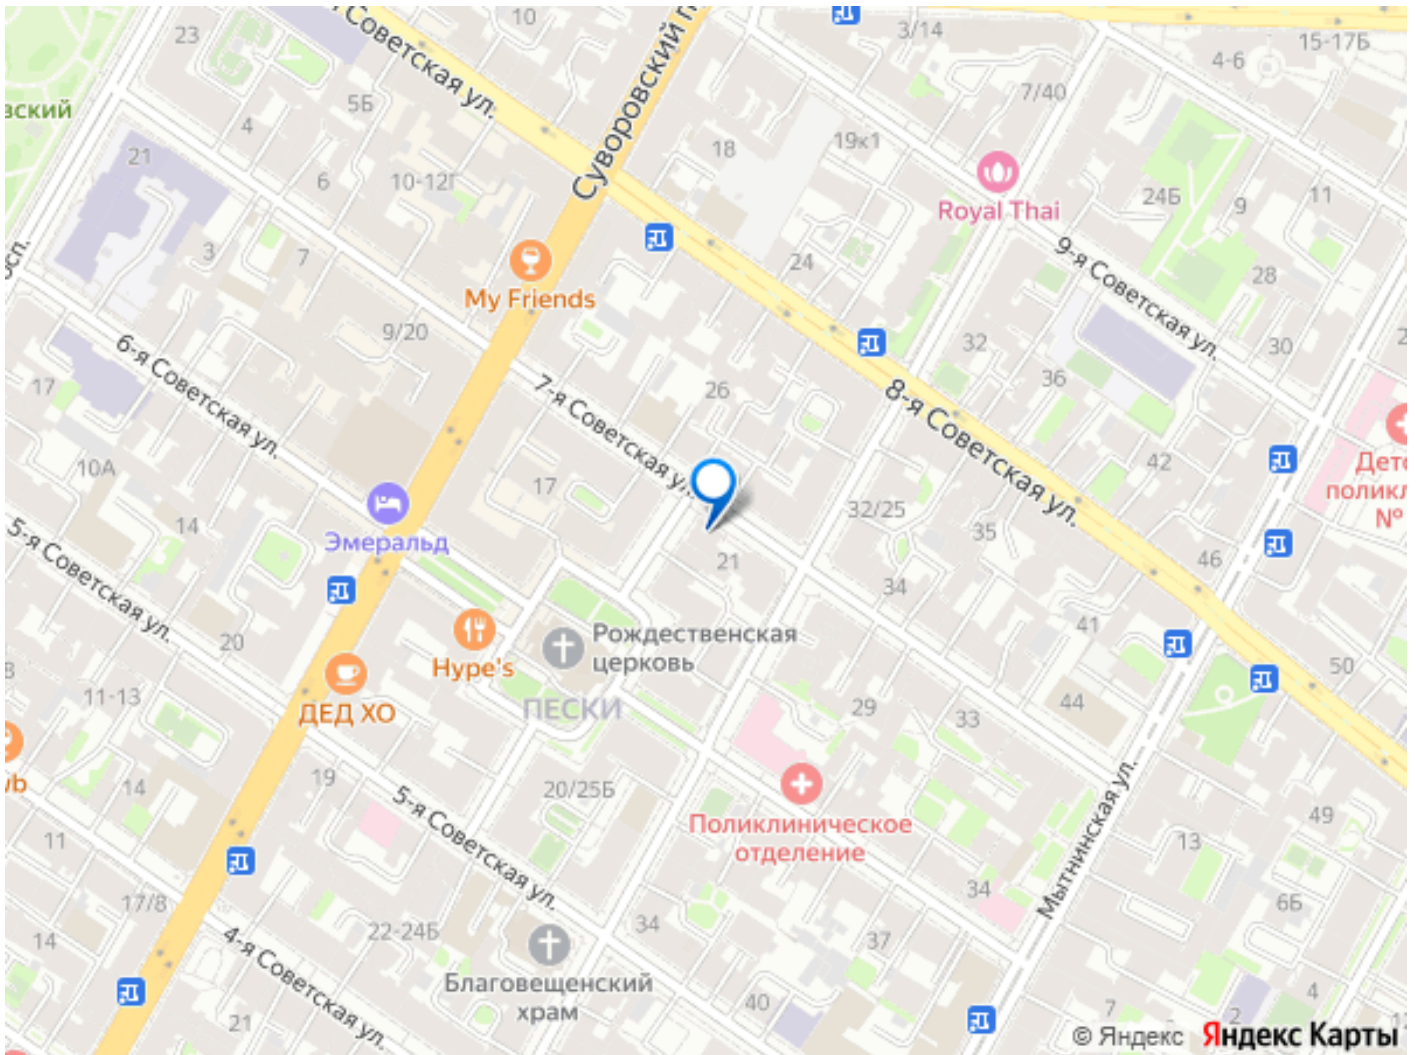 10
3/14
15-17Б
23
Советская ул.
Суворовский п
4-6
5Б
7/40
вский
4
18
19к1
21
6
10-12Г
24Б
9
11
Royal Thai
3
7
9-я Советская ул.
My Friends
24
28
9/20
32
30
6-я Советская ул.
17
7-я Советская ул.
26
36
8-я Советская ул.
10А
17
42
Дето
поликл
№
32/25
14
Эмеральд
35
5-я Советская ул.
21
46
34
Рождественская
церковь
41
20
Hype's
50
11-13
ДЕД ХО
ПЕСКИ
29
33
44
19
20/25Б
14
5-я Советская ул.
Поликлиническое
отделение
Мытнинская ул.
49
11
13
17/8
34
6Б
22-24Б
34
37
14
4-я Советская ул.
Благовещенский
храм
40
7
2
4
21
© Яндекс Яндекс Карты